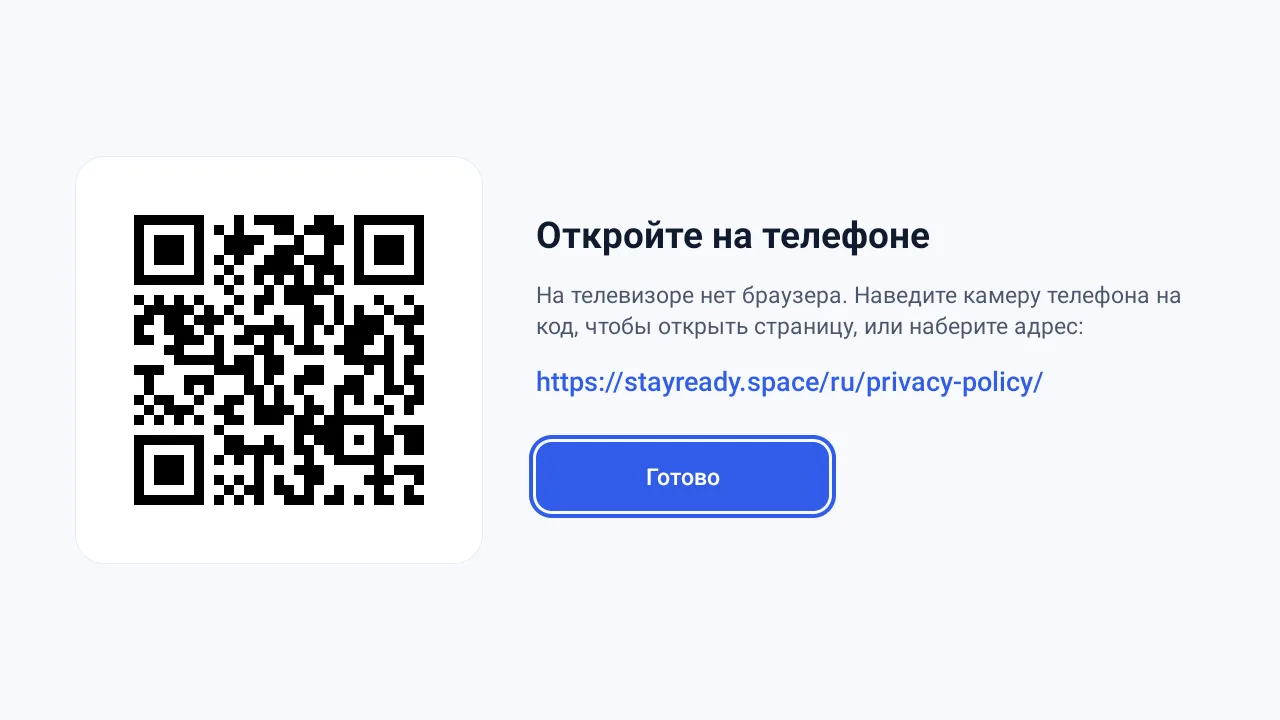 Откройте на телефоне
На телевизоре нет браузера. Наведите камеру телефона на
код, чтобы открыть страницу, или наберите адрес:
https://stayready.space/ru/privacy-policy/
Готово